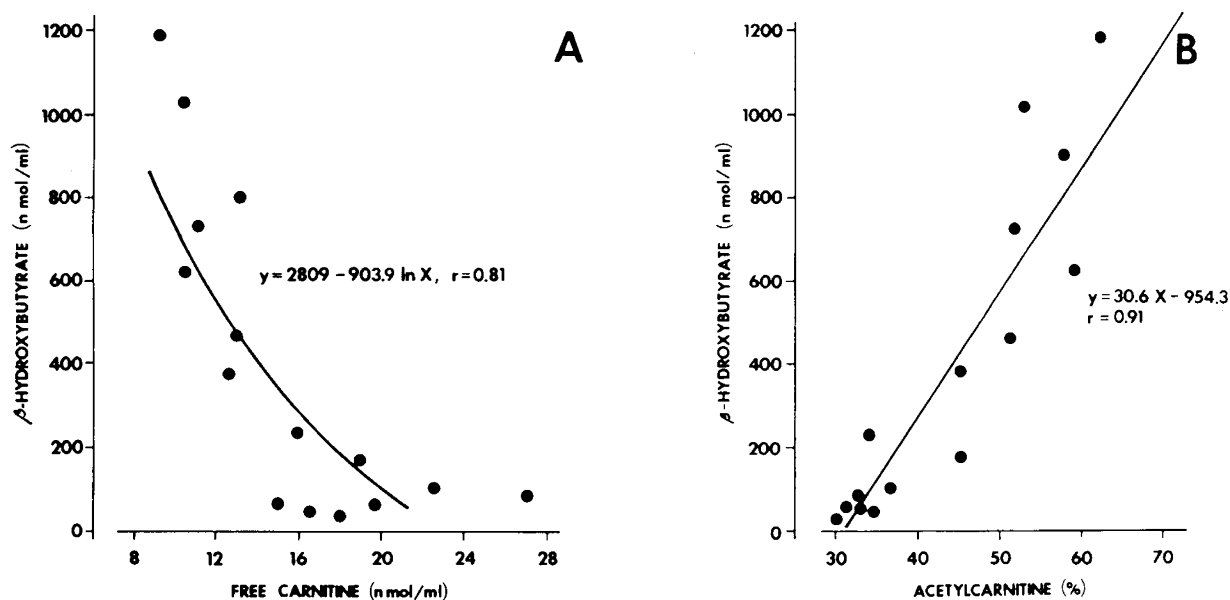 A
1200
1000
800
600
400
200
0
β-HYDROXYBUTYRATE (n mol/ml)
y = 2809 – 903.9 ln X, r = 0.81
8 12 16 20 24 28
FREE CARNITINE (n mol/ml)
B
1200
1000
800
600
400
200
0
β-HYDROXYBUTYRATE (n mol/ml)
y = 30.6 X – 954.3
r = 0.91
30 40 50 60 70
ACETYLCARNITINE (%)